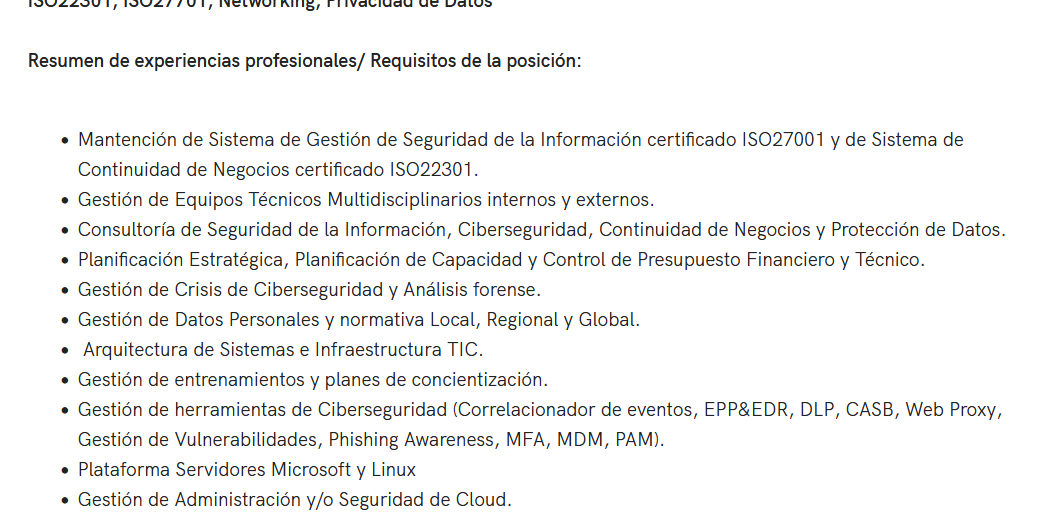 ISO22301, ISO27701, Networking, Privacidad de Datos
Resumen de experiencias profesionales/ Requisitos de la posición:
• Mantención de Sistema de Gestión de Seguridad de la Información certificado ISO27001 y de Sistema de
Continuidad de Negocios certificado ISO22301.
• Gestión de Equipos Técnicos Multidisciplinarios internos y externos.
• Consultoría de Seguridad de la Información, Ciberseguridad, Continuidad de Negocios y Protección de Datos.
• Planificación Estratégica, Planificación de Capacidad y Control de Presupuesto Financiero y Técnico.
• Gestión de Crisis de Ciberseguridad y Análisis forense.
• Gestión de Datos Personales y normativa Local, Regional y Global.
• Arquitectura de Sistemas e Infraestructura TIC.
• Gestión de entrenamientos y planes de concientización.
• Gestión de herramientas de Ciberseguridad (Correlacionador de eventos, EPP&EDR, DLP, CASB, Web Proxy,
Gestión de Vulnerabilidades, Phishing Awareness, MFA, MDM, PAM).
• Plataforma Servidores Microsoft y Linux
• Gestión de Administración y/o Seguridad de Cloud.